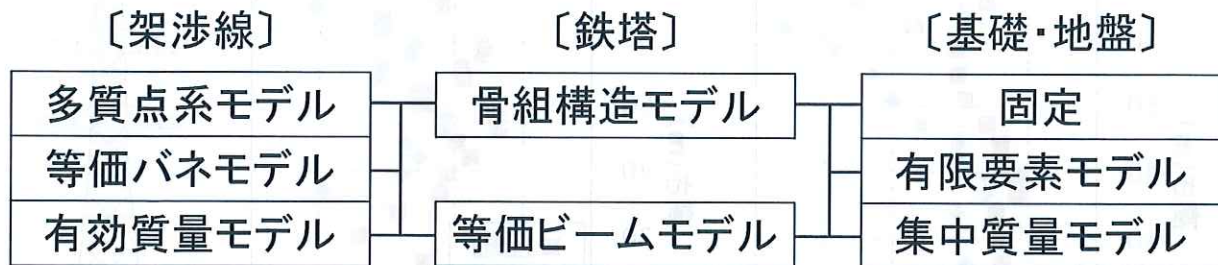 〔架渉線〕 〔鉄塔〕 〔基礎・地盤〕
多質点系モデル 骨組構造モデル 固定
等価バネモデル 有限要素モデル
有効質量モデル 等価ビームモデル 集中質量モデル